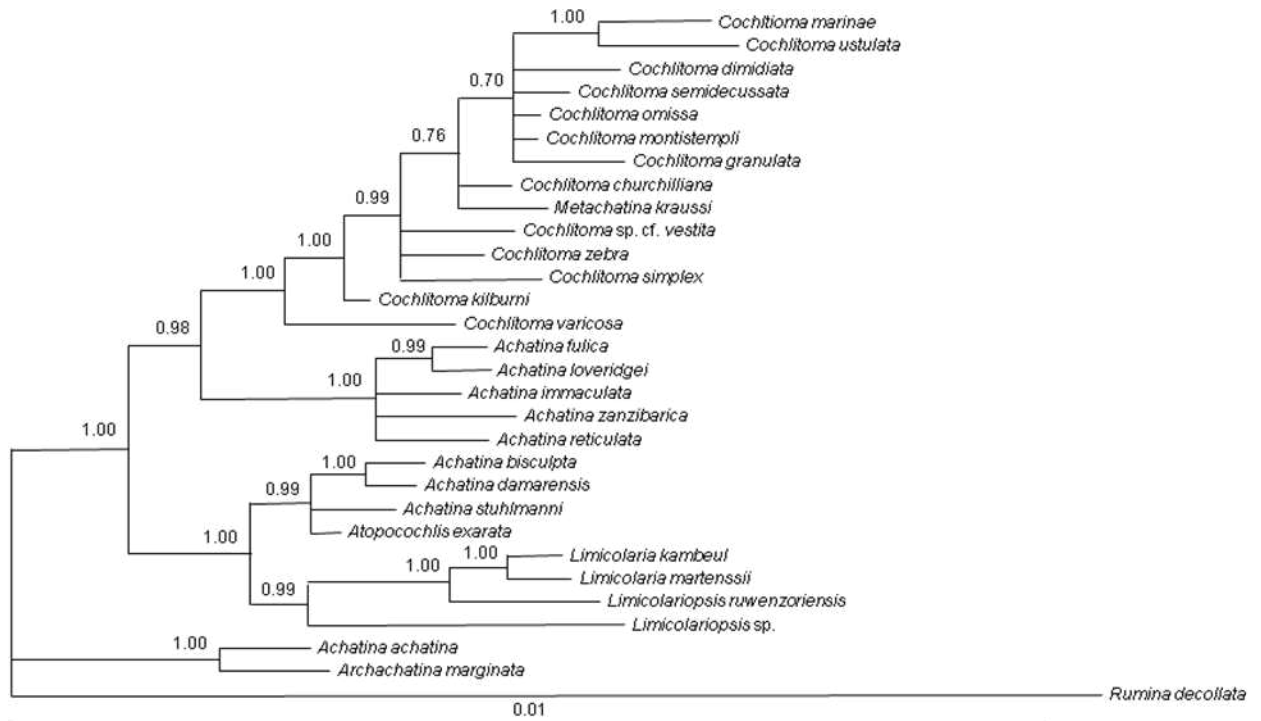 1.00
Cochltioma marinae
Cochlitoma ustulata
Cochlitoma dimidiata
0.70
Cochlitoma semidecussata
Cochlitoma omissa
0.76
Cochlitoma montistempli
Cochlitoma granulata
Cochlitoma churchilliana
0.99
Metachatina kraussi
Cochlitoma sp. cf. vestita
1.00
Cochlitoma zebra
1.00
Cochlitoma simplex
Cochlitoma kilburni
0.98
Cochlitoma varicosa
0.99
Achatina fulica
Achatina loveridgei
1.00
Achatina immaculata
Achatina zanzibarica
1.00
Achatina reticulata
1.00
Achatina bisculpta
0.99
Achatina damarensis
Achatina stuhlmanni
1.00
Atopocochlis exarata
1.00
Limicolaria kambeul
1.00
Limicolaria martenssii
0.99
Limicolariopsis ruwenzoriensis
Limicolariopsis sp.
1.00
Achatina achatina
Archachatina marginata
Rumina decollata
0.01